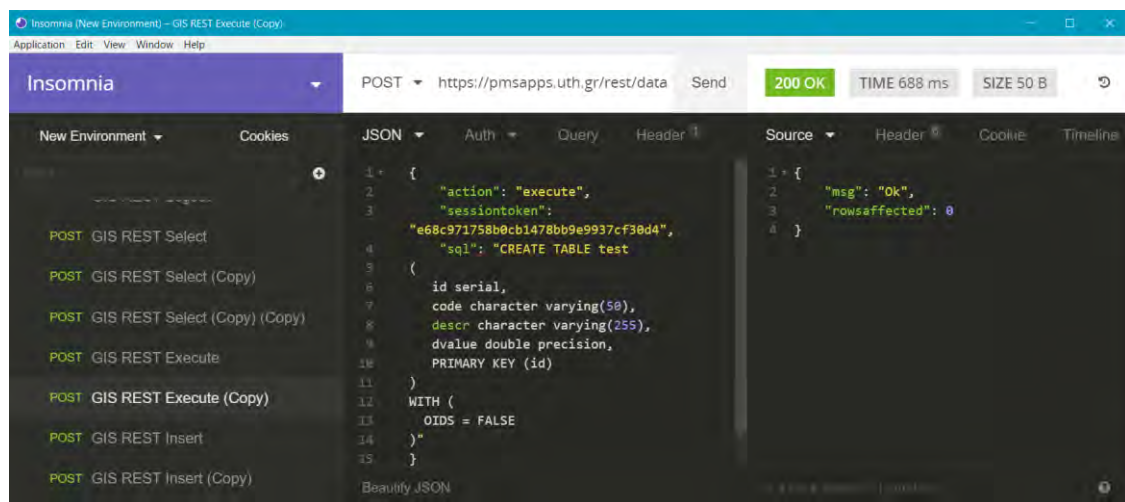 Insomnia (New Environment) – GIS REST Execute (Copy)
Application Edit View Window Help
Insomnia
POST https://pmsapps.uth.gr/rest/data Send
200 OK TIME 688 ms SIZE 50 B
New Environment Cookies
JSON Auth Query Header 1
Source Header 6 Cookie Timeline
POST GIS REST Select
POST GIS REST Select (Copy)
POST GIS REST Select (Copy) (Copy)
POST GIS REST Execute
POST GIS REST Execute (Copy)
POST GIS REST Insert
POST GIS REST Insert (Copy)
1 {
2 "action": "execute",
3 "sessiontoken":
"e68c971758b0cb1478bb9e9937cf30d4",
4 "sql": "CREATE TABLE test
5 (
6 id serial,
7 code character varying(50),
8 descr character varying(255),
9 dvalue double precision,
10 PRIMARY KEY (id)
11 )
12 WITH (
13 OIDS = FALSE
14 )"
15 }
Beautify JSON
1 {
2 "msg": "Ok",
3 "rowsaffected": 0
4 }